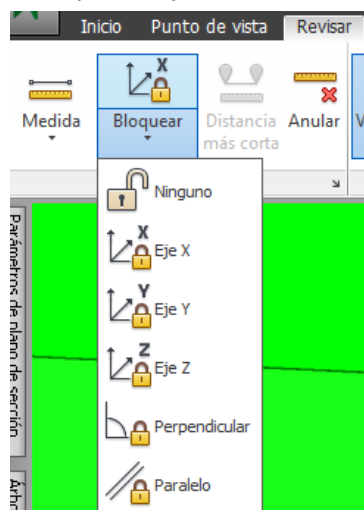 Inicio Punto de vista Revisar
Medida
Bloquear
Distancia
más corta
Anular
V
X
Ninguno
X
Eje X
Y
Eje Y
Z
Eje Z
Perpendicular
Paralelo
Parámetros de plano de sección
Árbo